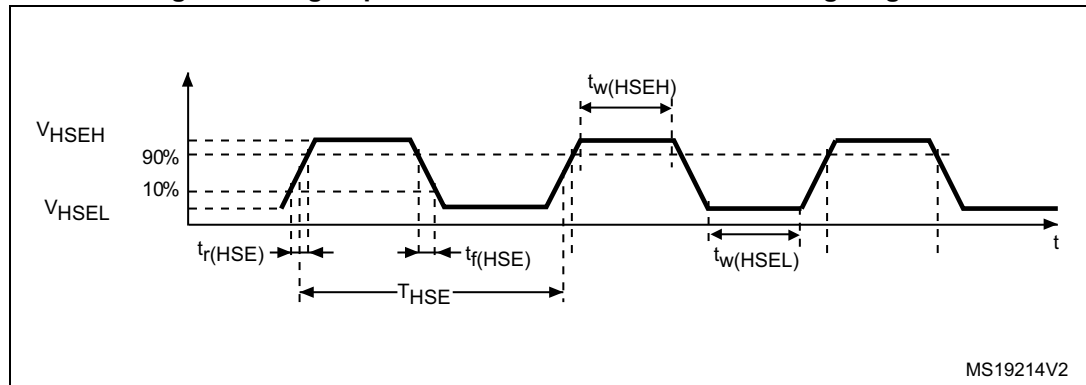 tw(HSEH)
VHSEH
90%
10%
VHSEL
tr(HSE)
tf(HSE)
tw(HSEL)
t
THSE
MS19214V2